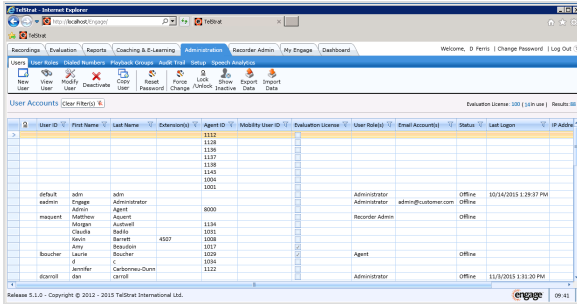 TelStrat - Internet Explorer
http://localhost/Engage/
TelStrat
TelStrat
Recordings Evaluation Reports Coaching & E-Learning Administration Recorder Admin My Engage Dashboard
Welcome, D Ferris | Change Password | Log Out
Users User Roles Dialed Numbers Playback Groups Audit Trail Setup Speech Analytics
New User View User Modify User Deactivate Copy User Reset Password Force Change Lock /Unlock Show Inactive Export Data Import Data
User Accounts Clear Filter(s)
Evaluation License: 100 ( 14 in use ) Results:88
User ID First Name Last Name Extension(s) Agent ID Mobility User ID Evaluation License User Role(s) Email Account(s) Status Last Logon IP Addre
1112
1128
1136
1137
1138
1143
1004
1001
default adm adm Administrator Offline 10/14/2015 1:29:37 PM
eadmin Engage Administrator Administrator admin@customer.com Offline
Admin Agent 8000
maquent Matthew Aquent Recorder Admin Offline
Morgan Austwell 1134
Claudia Badilo 1031
Kevin Barrett 4507 1008
Amy Beaudoin 1017
lboucher Laurie Boucher 1029 Agent Offline
d c 1034
Jennifer Carbonneu-Dunn 1122
dcarroll dan carroll Administrator Offline 11/3/2015 1:31:20 PM
Release 5.1.0 - Copyright © 2012 - 2015 TelStrat International Ltd.
engage
09:41